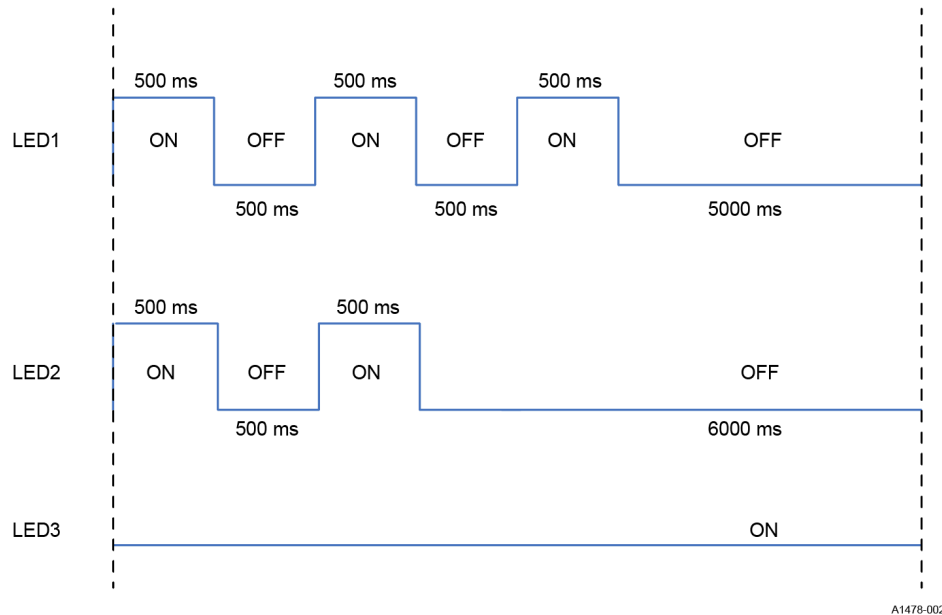 500 ms 500 ms 500 ms
LED1 ON OFF ON OFF ON OFF
500 ms 500 ms 5000 ms
500 ms 500 ms
LED2 ON OFF ON OFF
500 ms 6000 ms
LED3 ON
A1478-002